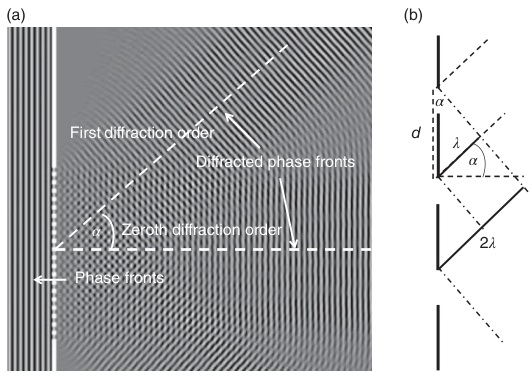 (a)
(b)
First diffraction order
Diffracted phase fronts
α
Zeroth diffraction order
Phase fronts
α
d
λ
α
2λ